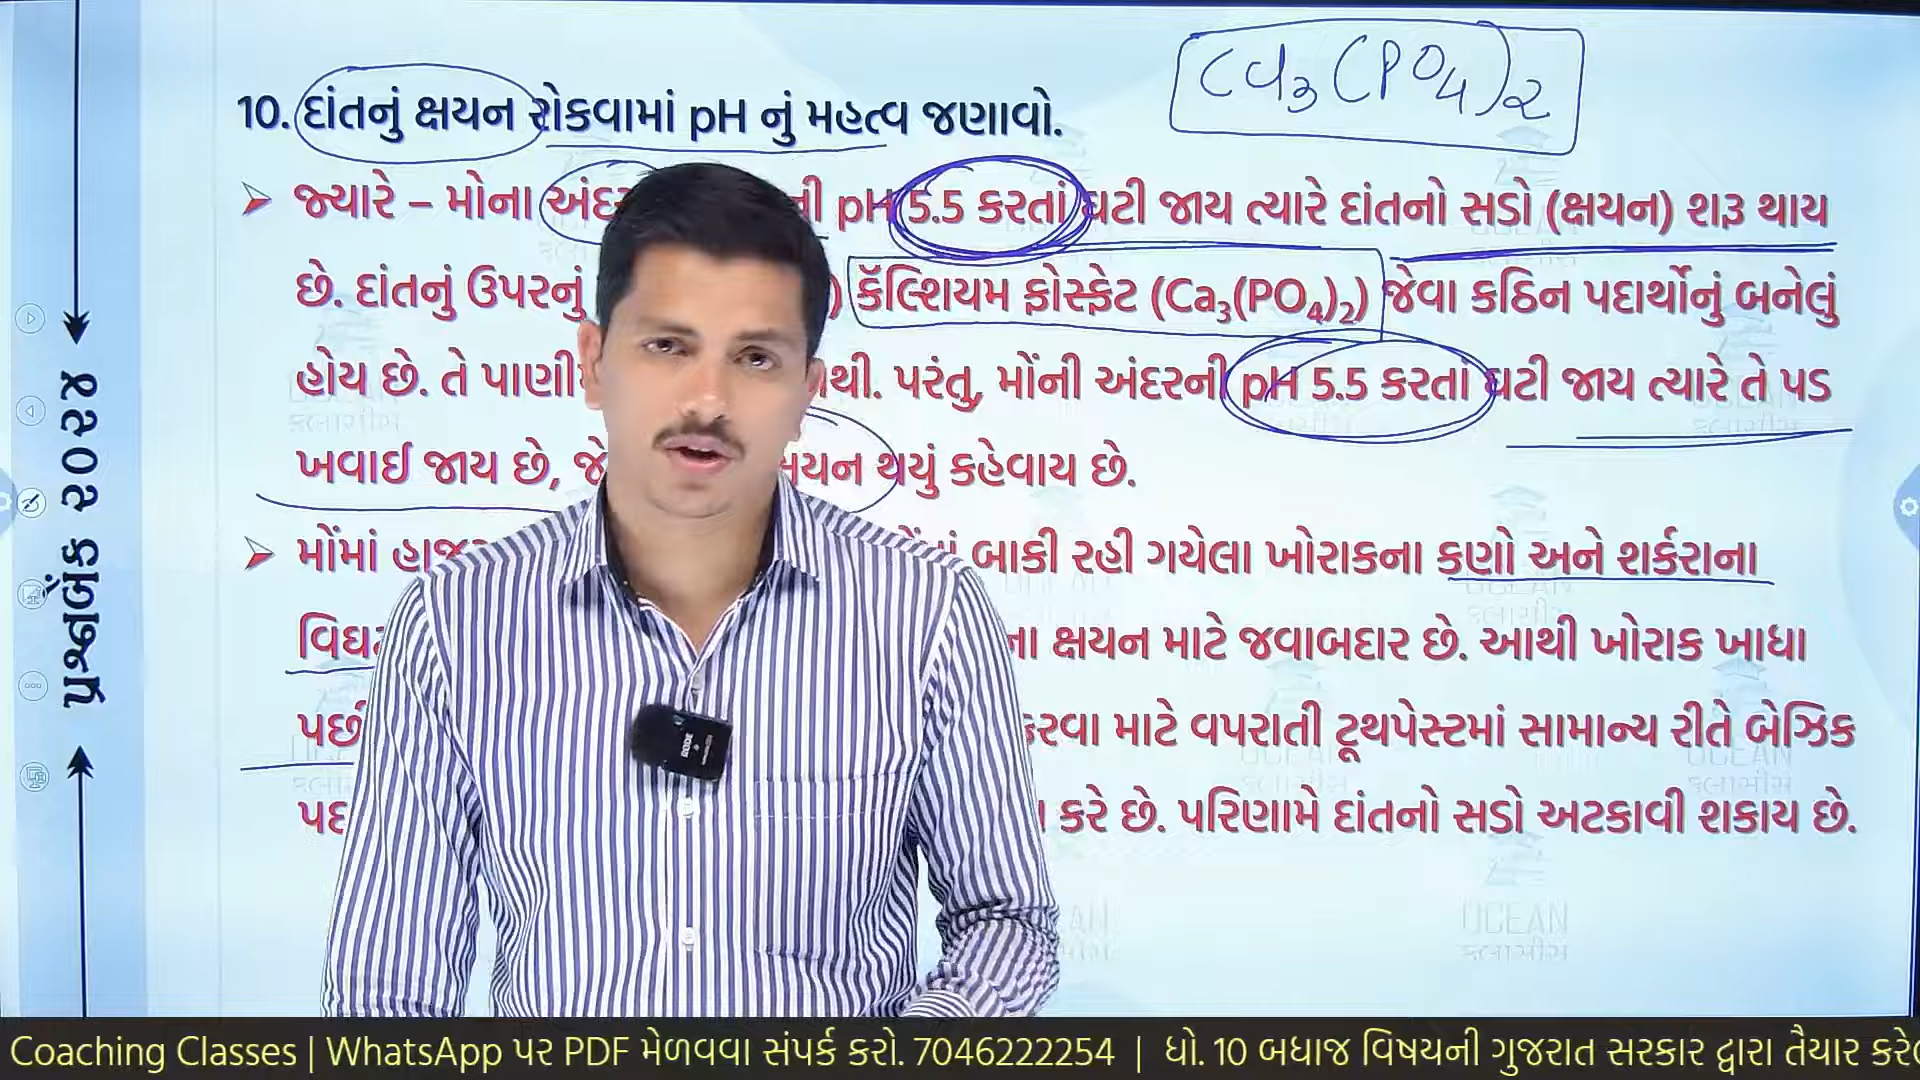 Ca3(PO4)2
10. દાંતનું ક્ષયન રોકવામાં pH નું મહત્વ જણાવો.
➢ જ્યારે – મોના pH 5.5 કરતાં ઘટી જાય ત્યારે દાંતનો સડો (ક્ષયન) શરૂ થાય
છે. દાંતનું ઉપરનું કૅલ્શિયમ ફોસ્ફેટ (Ca3(PO4)2) જેવા કઠિન પદાર્થોનું બનેલું
હોય છે. તે પરંતુ, મોંની અંદરની pH 5.5 કરતાં ઘટી જાય ત્યારે તે પડ
ખવાઈ જાય છે, થયું કહેવાય છે.
➢ મોંમાં બાકી રહી ગયેલા ખોરાકના કણો અને શર્કરાના
ક્ષયન માટે જવાબદાર છે. આથી ખોરાક ખાધા
માટે વપરાતી ટૂથપેસ્ટમાં સામાન્ય રીતે બેઝિક
કરે છે. પરિણામે દાંતનો સડો અટકાવી શકાય છે.
પ્રશ્નબેંક ૨૦૨૪
OCEAN
ક્લાસીસ
Coaching Classes | WhatsApp પર PDF મેળવવા સંપર્ક કરો. 7046222254 | ધો. 10 બધાજ વિષયની ગુજરાત સરકાર દ્વારા તૈયાર